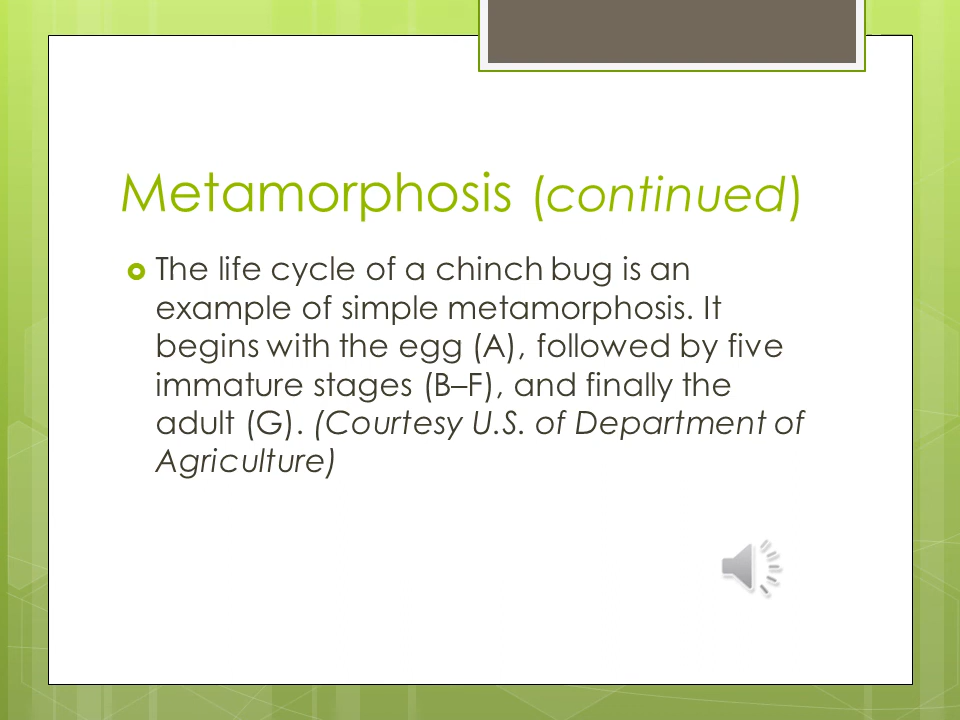 Metamorphosis (continued)
The life cycle of a chinch bug is an
example of simple metamorphosis. It
begins with the egg (A), followed by five
immature stages (B–F), and finally the
adult (G). (Courtesy U.S. of Department of
Agriculture)